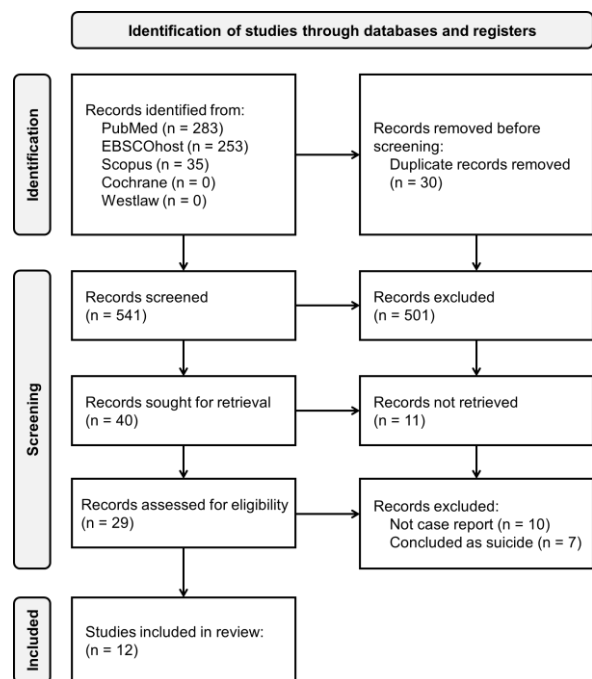 Identification of studies through databases and registers
Identification
Records identified from:
PubMed (n = 283)
EBSCOhost (n = 253)
Scopus (n = 35)
Cochrane (n = 0)
Westlaw (n = 0)
Records removed before
screening:
Duplicate records removed
(n = 30)
Screening
Records screened
(n = 541)
Records excluded
(n = 501)
Records sought for retrieval
(n = 40)
Records not retrieved
(n = 11)
Records assessed for eligibility
(n = 29)
Records excluded:
Not case report (n = 10)
Concluded as suicide (n = 7)
Included
Studies included in review:
(n = 12)